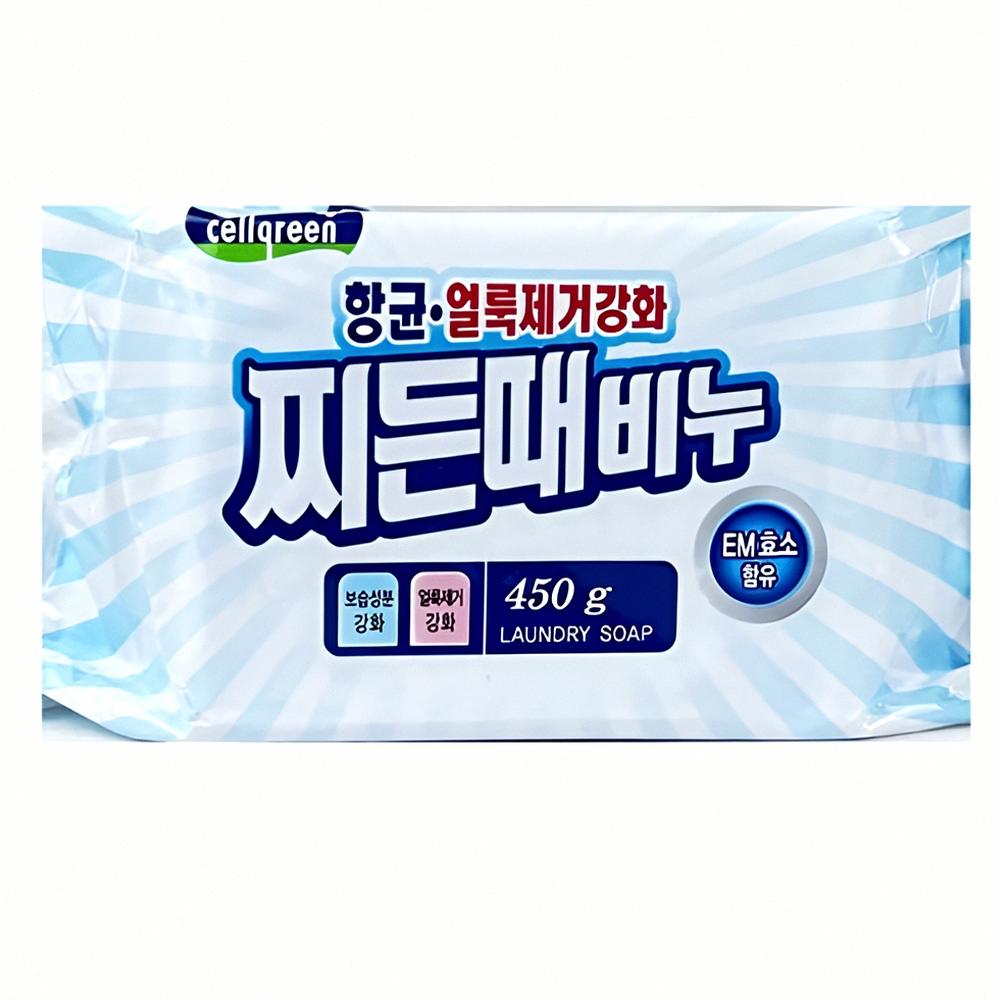 cellgreen
항균·얼룩제거강화
찌든때비누
EM효소
함유
보습성분
강화
얼룩제거
강화
450 g
LAUNDRY SOAP